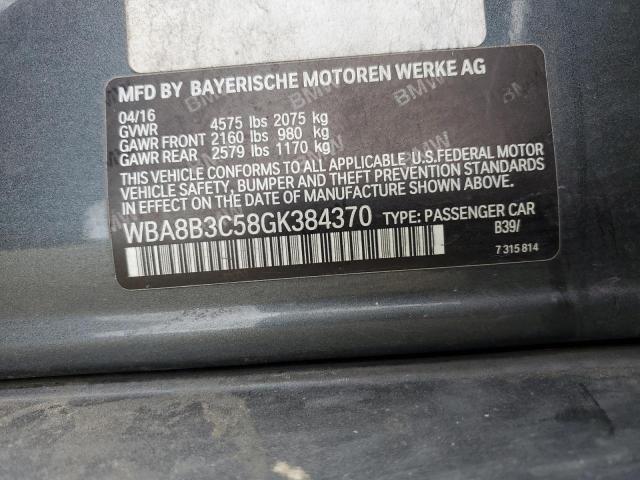 MFD BY BAYERISCHE MOTOREN WERKE AG
04/16
GVWR 4575 lbs 2075 kg
GAWR FRONT 2160 lbs 980 kg
GAWR REAR 2579 lbs 1170 kg
THIS VEHICLE CONFORMS TO ALL APPLICABLE U.S.FEDERAL MOTOR
VEHICLE SAFETY, BUMPER, AND THEFT PREVENTION STANDARDS
IN EFFECT ON THE DATE OF MANUFACTURE SHOWN ABOVE.
WBA8B3C58GK384370 TYPE: PASSENGER CAR
B39/
7 315 814